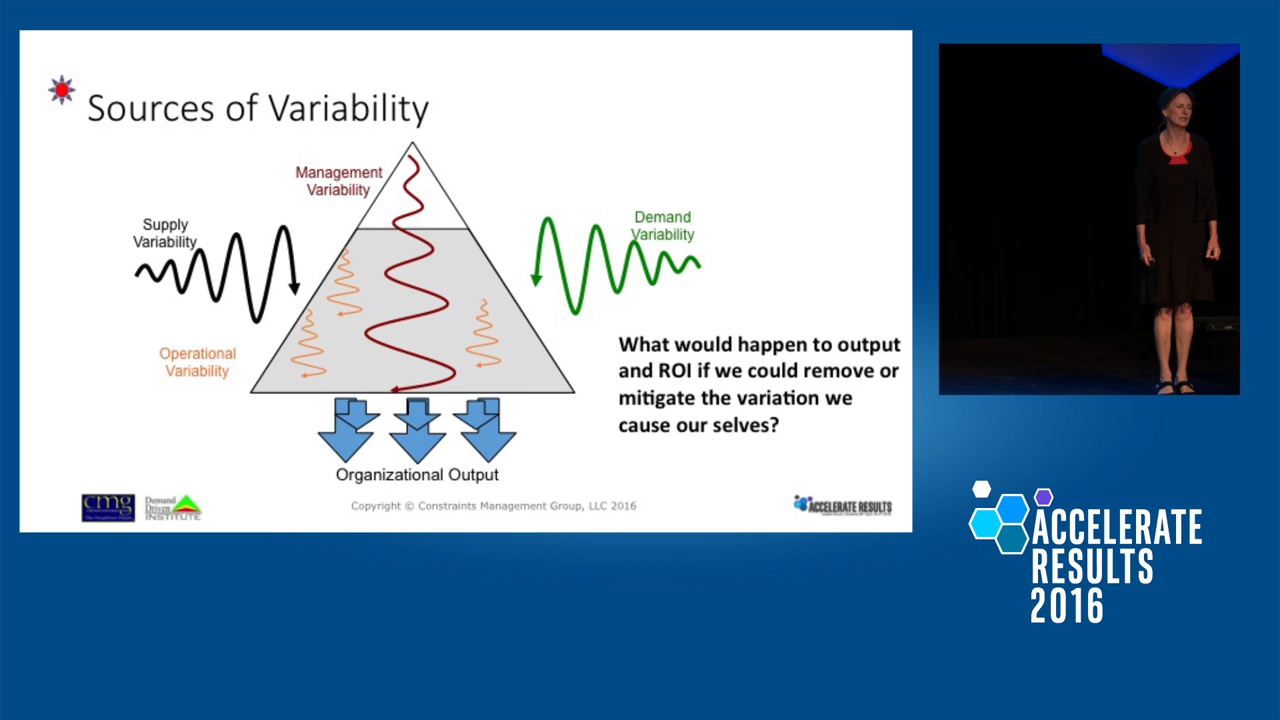 Sources of Variability
Management
Variability
Supply
Variability
Demand
Variability
Operational
Variability
What would happen to output
and ROI if we could remove or
mitigate the variation we
cause our selves?
Organizational Output
cmg
Demand
Driven
INSTITUTE
Copyright © Constraints Management Group, LLC 2016
ACCELERATE RESULTS
ACCELERATE
RESULTS
2016